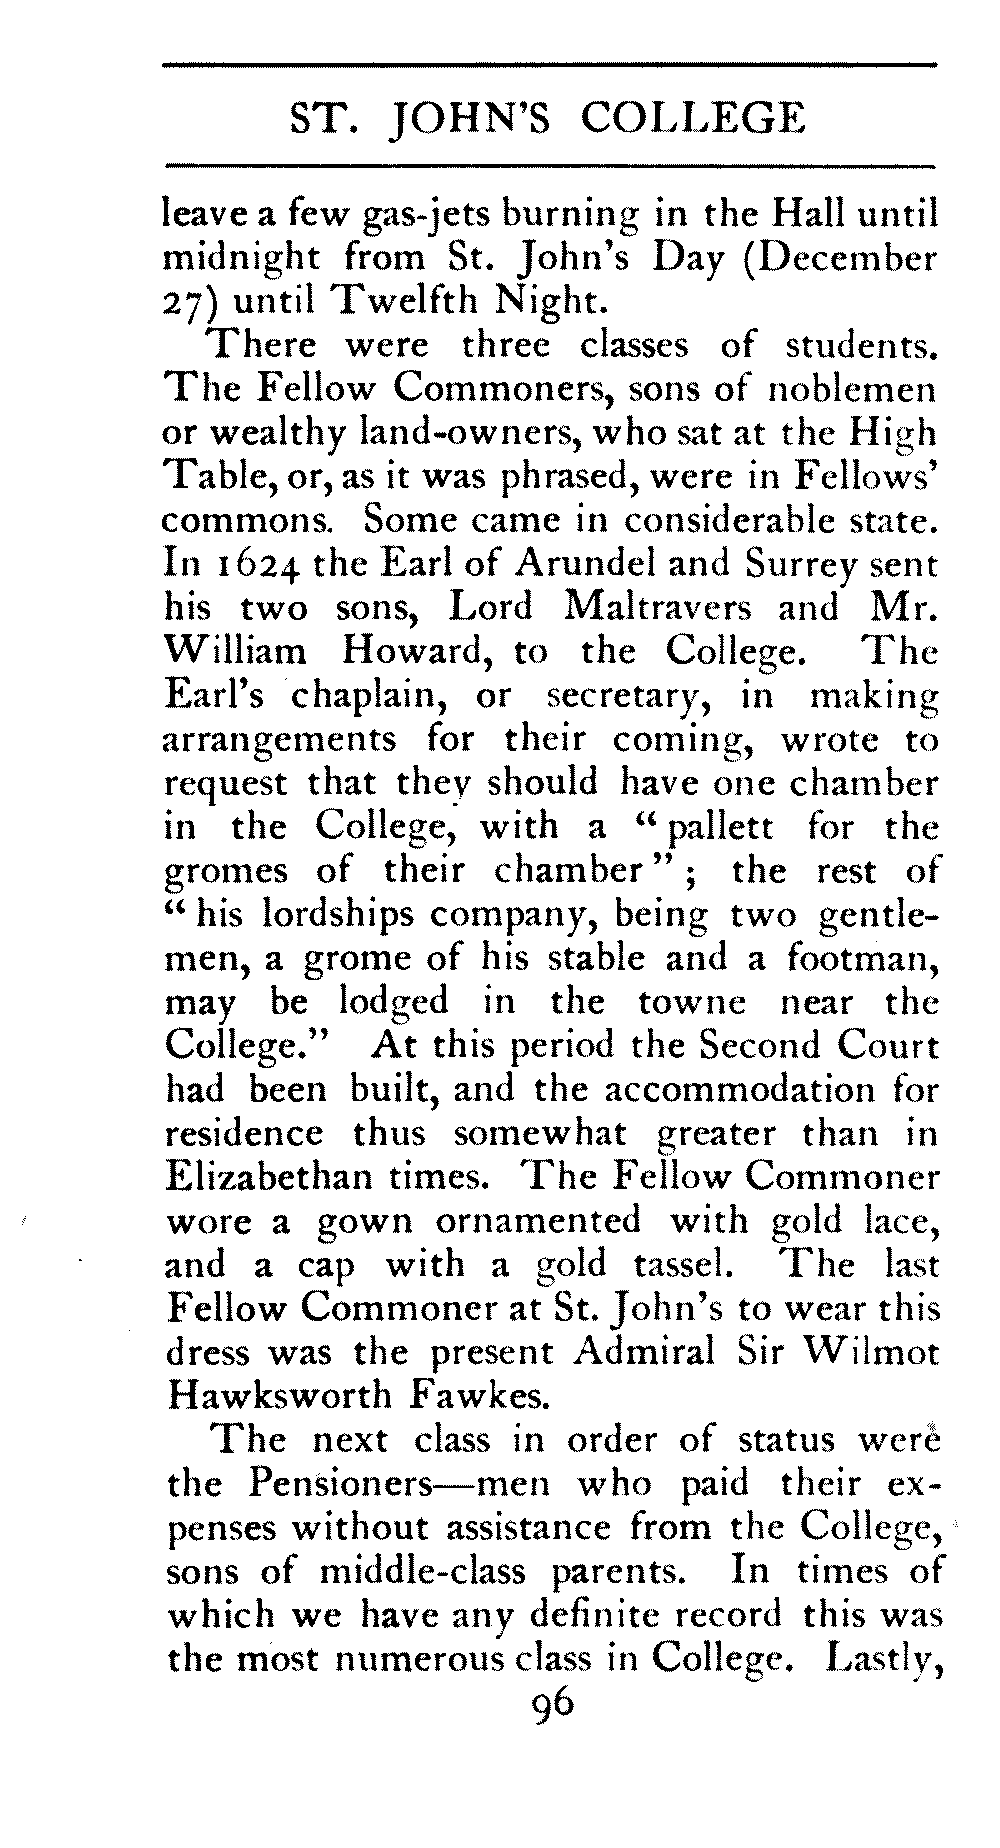 ST. JOHN'S COLLEGE
leave a few gas-jets burning in the Hall until
midnight from St. John's Day (December
27) until Twelfth Night.
There were three classes of students.
The Fellow Commoners, sons of noblemen
or wealthy land-owners, who sat at the High
Table, or, as it was phrased, were in Fellows'
commons. Some came in considerable state.
In 1624 the Earl of Arundel and Surrey sent
his two sons, Lord Maltravers and Mr.
William Howard, to the College. The
Earl's chaplain, or secretary, in making
arrangements for their coming, wrote to
request that they should have one chamber
in the College, with a “pallett for the
gromes of their chamber”; the rest of
“his lordships company, being two gentle-
men, a grome of his stable and a footman,
may be lodged in the towne near the
College.” At this period the Second Court
had been built, and the accommodation for
residence thus somewhat greater than in
Elizabethan times. The Fellow Commoner
wore a gown ornamented with gold lace,
and a cap with a gold tassel. The last
Fellow Commoner at St. John's to wear this
dress was the present Admiral Sir Wilmot
Hawksworth Fawkes.
The next class in order of status were
the Pensioners—men who paid their ex-
penses without assistance from the College,
sons of middle-class parents. In times of
which we have any definite record this was
the most numerous class in College. Lastly,
96